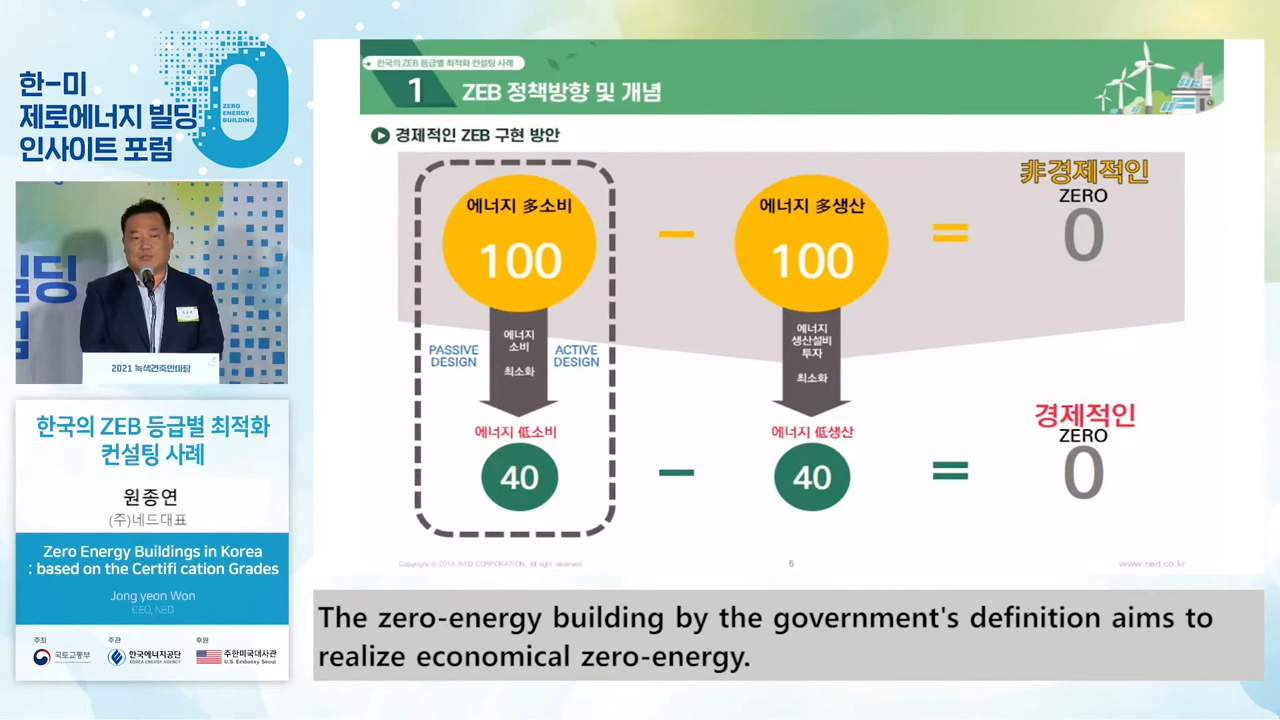 한-미
제로에너지 빌딩
인사이트 포럼
ZERO
ENERGY
BUILDING
2021 녹색건축한마당
한국의 ZEB 등급별 최적화
컨설팅 사례
원종연
(주)네드대표
Zero Energy Buildings in Korea
: based on the Certifi cation Grades
Jong yeon Won
CEO, NED
주최
주관
후원
국토교통부
한국에너지공단
KOREA ENERGY AGENCY
주한미국대사관
U.S. Embassy Seoul
한국의 ZEB 등급별 최적화 컨설팅 사례
1 ZEB 정책방향 및 개념
경제적인 ZEB 구현 방안
에너지 多소비
100
−
에너지 多생산
100
=
非경제적인
ZERO
0
PASSIVE
DESIGN
에너지
소비
최소화
ACTIVE
DESIGN
에너지
생산설비
투자
최소화
에너지 低소비
40
−
에너지 低생산
40
=
경제적인
ZERO
0
Copyright ⓒ 2014. NED CORPORATION, All right reserved.
5
www.ned.co.kr
The zero-energy building by the government's definition aims to
realize economical zero-energy.